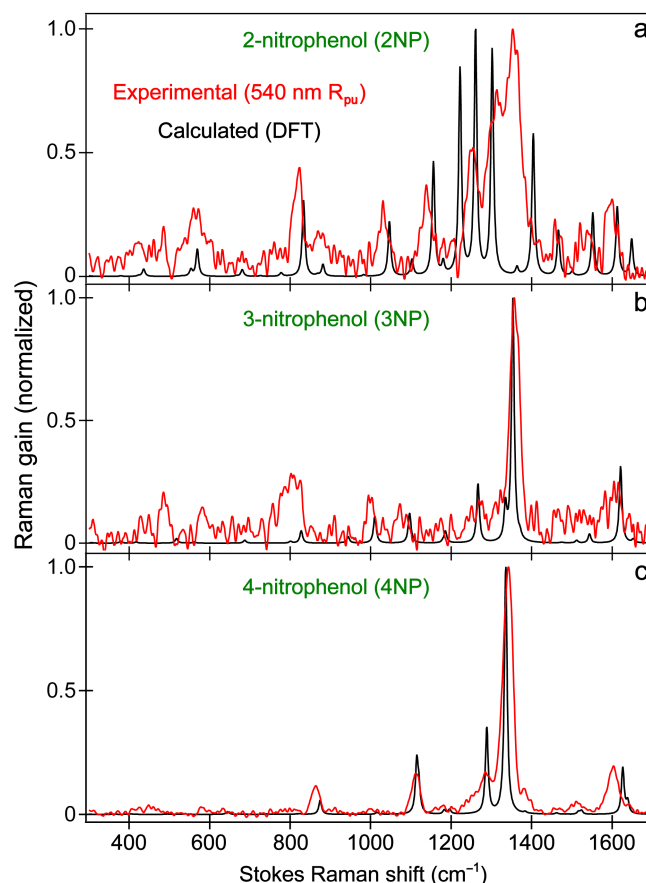 1.0
2-nitrophenol (2NP)
a
Experimental (540 nm Rpu)
Calculated (DFT)
0.5
0
1.0
3-nitrophenol (3NP)
b
0.5
0
1.0
4-nitrophenol (4NP)
c
0.5
0
Raman gain (normalized)
400 600 800 1000 1200 1400 1600
Stokes Raman shift (cm⁻¹)